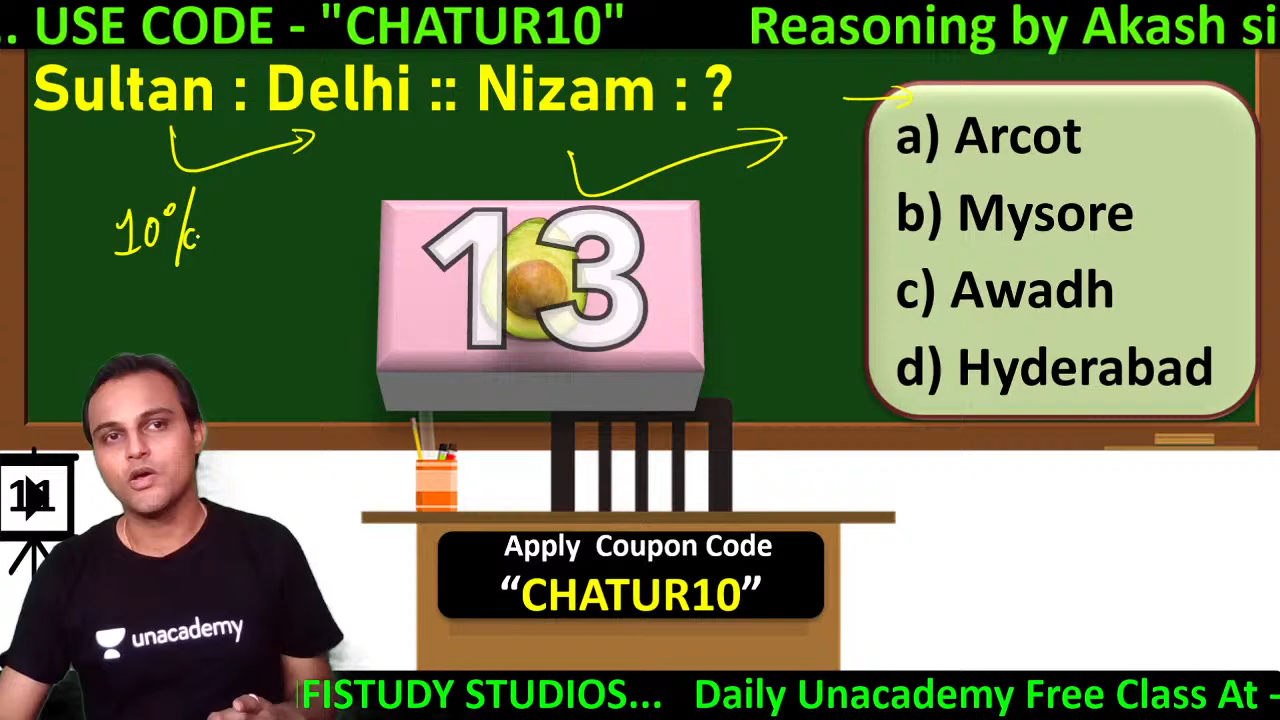 ... USE CODE - "CHATUR10" Reasoning by Akash si
Sultan : Delhi :: Nizam : ?
a) Arcot
b) Mysore
c) Awadh
d) Hyderabad
10%
13
11
Apply Coupon Code
“CHATUR10”
unacademy
FISTUDY STUDIOS... Daily Unacademy Free Class At -